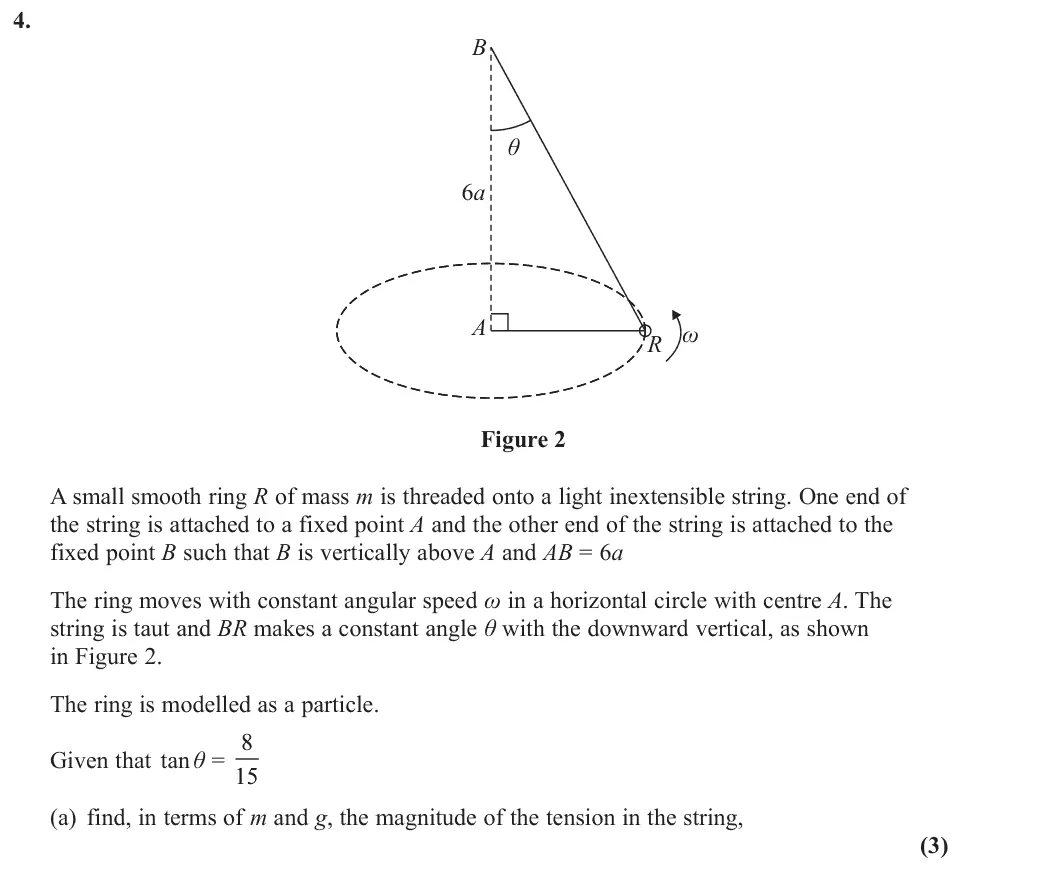 4.
B
θ
6a
A
R
ω
Figure 2
A small smooth ring R of mass m is threaded onto a light inextensible string. One end of
the string is attached to a fixed point A and the other end of the string is attached to the
fixed point B such that B is vertically above A and AB = 6a
The ring moves with constant angular speed ω in a horizontal circle with centre A. The
string is taut and BR makes a constant angle θ with the downward vertical, as shown
in Figure 2.
The ring is modelled as a particle.
Given that tan θ = 8/15
(a) find, in terms of m and g, the magnitude of the tension in the string,
(3)